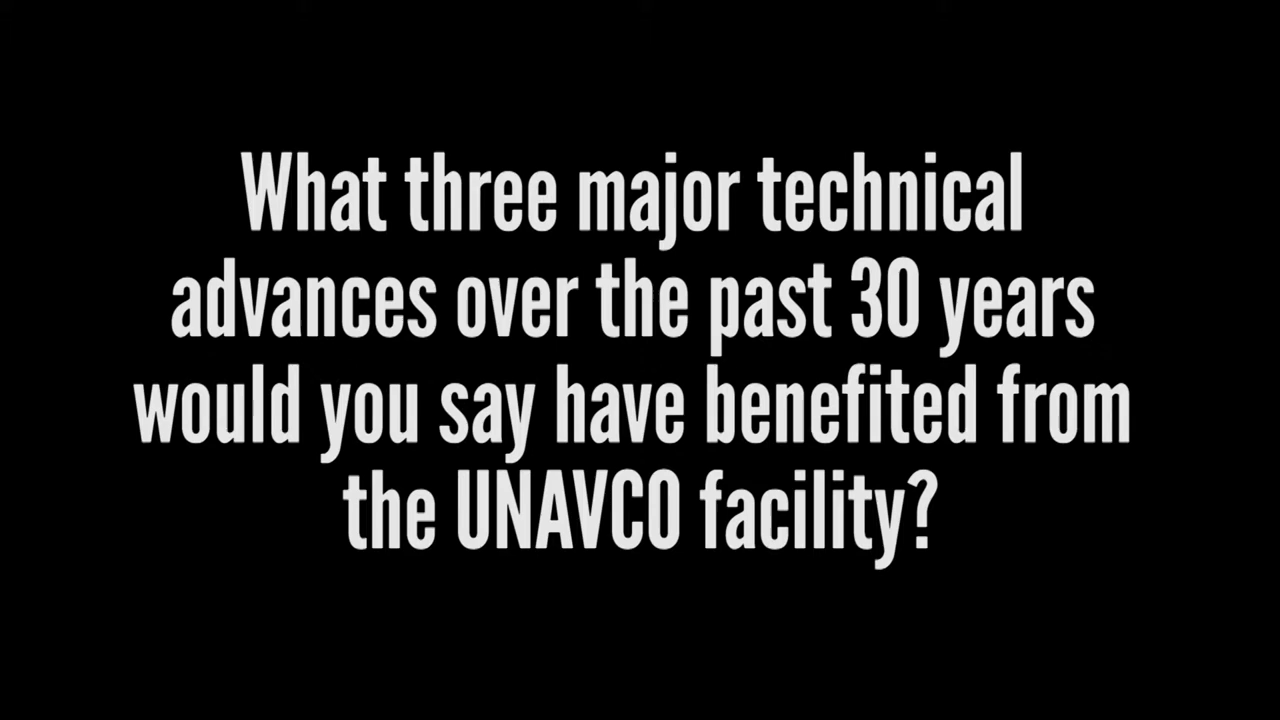 What three major technical
advances over the past 30 years
would you say have benefited from
the UNAVCO facility?